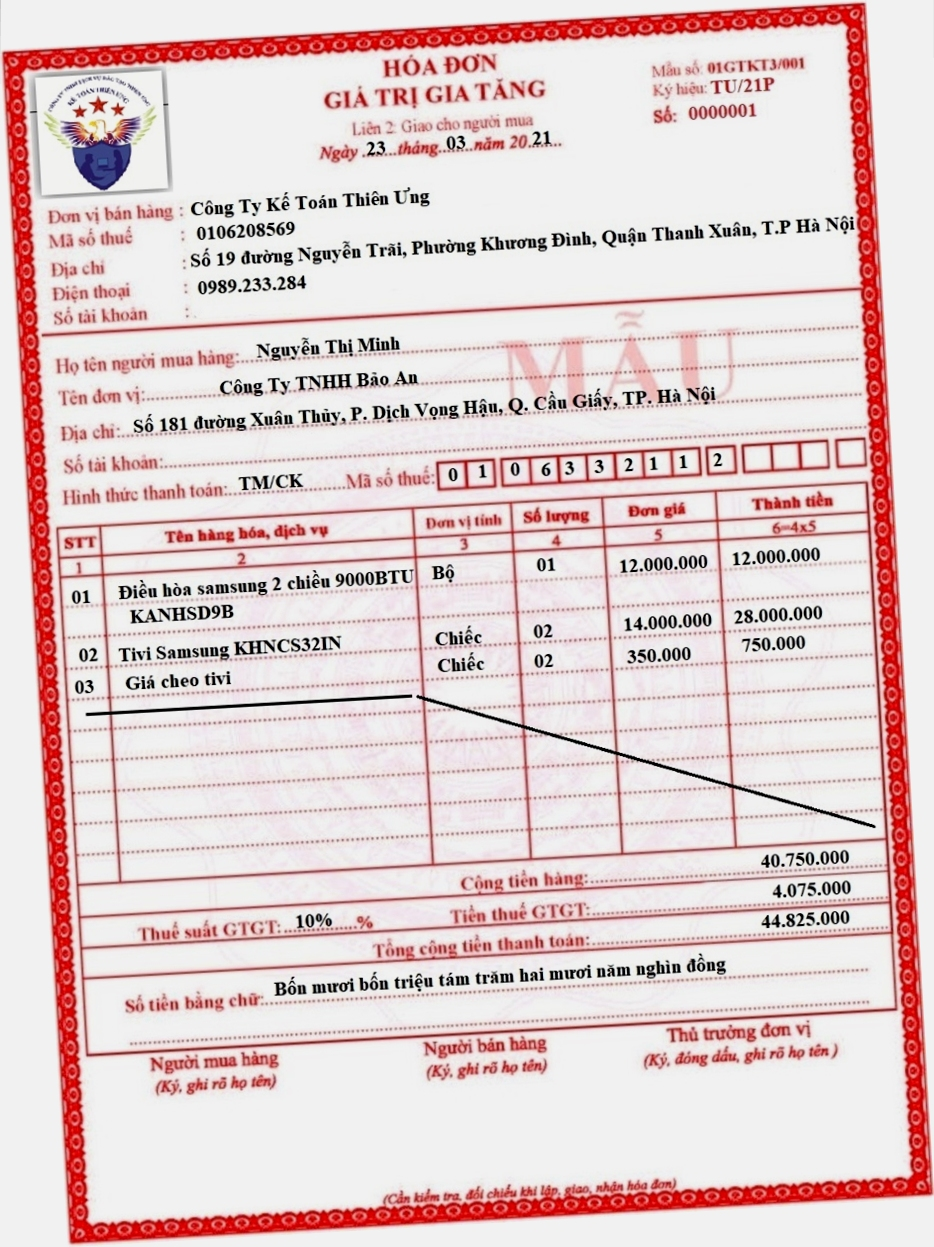 CÔNG TY TNHH DỊCH VỤ ĐÀO TẠO THIÊN ƯNG
KẾ TOÁN THIÊN ƯNG
HÓA ĐƠN
GIÁ TRỊ GIA TĂNG
Liên 2: Giao cho người mua
Ngày .23...tháng..03..năm 20.21...
Mẫu số: 01GTKT3/001
Ký hiệu: TU/21P
Số: 0000001
Đơn vị bán hàng : Công Ty Kế Toán Thiên Ưng
Mã số thuế : 0106208569
Địa chỉ : Số 19 đường Nguyễn Trãi, Phường Khương Đình, Quận Thanh Xuân, T.P Hà Nội
Điện thoại : 0989.233.284
Số tài khoản :
MẪU
Họ tên người mua hàng: Nguyễn Thị Minh
Tên đơn vị: Công Ty TNHH Bảo An
Địa chỉ: Số 181 đường Xuân Thủy, P. Dịch Vọng Hậu, Q. Cầu Giấy, TP. Hà Nội
Số tài khoản:
Hình thức thanh toán: TM/CK Mã số thuế: 0 1 0 6 3 3 2 1 1 2
STT Tên hàng hóa, dịch vụ Đơn vị tính Số lượng Đơn giá Thành tiền
1 2 3 4 5 6=4x5
01 Điều hòa samsung 2 chiều 9000BTU Bộ 01 12.000.000 12.000.000
KANHSD9B
02 Tivi Samsung KHNCS32IN Chiếc 02 14.000.000 28.000.000
03 Giá cheo tivi Chiếc 02 350.000 750.000
Cộng tiền hàng: 40.750.000
Thuế suất GTGT: 10% % Tiền thuế GTGT: 4.075.000
Tổng cộng tiền thanh toán: 44.825.000
Số tiền bằng chữ: Bốn mươi bốn triệu tám trăm hai mươi năm nghìn đồng
Người mua hàng Người bán hàng Thủ trưởng đơn vị
(Ký, ghi rõ họ tên) (Ký, ghi rõ họ tên) (Ký, đóng dấu, ghi rõ họ tên )
(Cần kiểm tra, đối chiếu khi lập, giao, nhận hóa đơn)